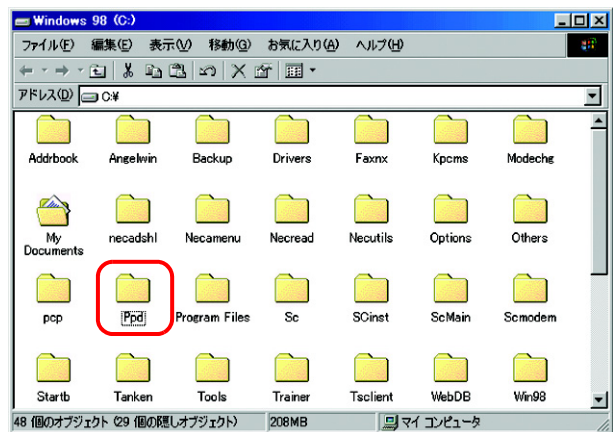 Windows 98 (C:)
ファイル(F) 編集(E) 表示(V) 移動(G) お気に入り(A) ヘルプ(H)
アドレス(D) C:¥
Addrbook Angelwin Backup Drivers Faxnx Kpcms Modechg
My Documents necadshl Necamenu Necread Necutils Options Others
pcp Ppd Program Files Sc SCinst ScMain Scmodem
Startb Tanken Tools Trainer Tsclient WebDB Win98
48 個のオブジェクト (29 個の隠しオブジェクト) 208MB マイ コンピュータ